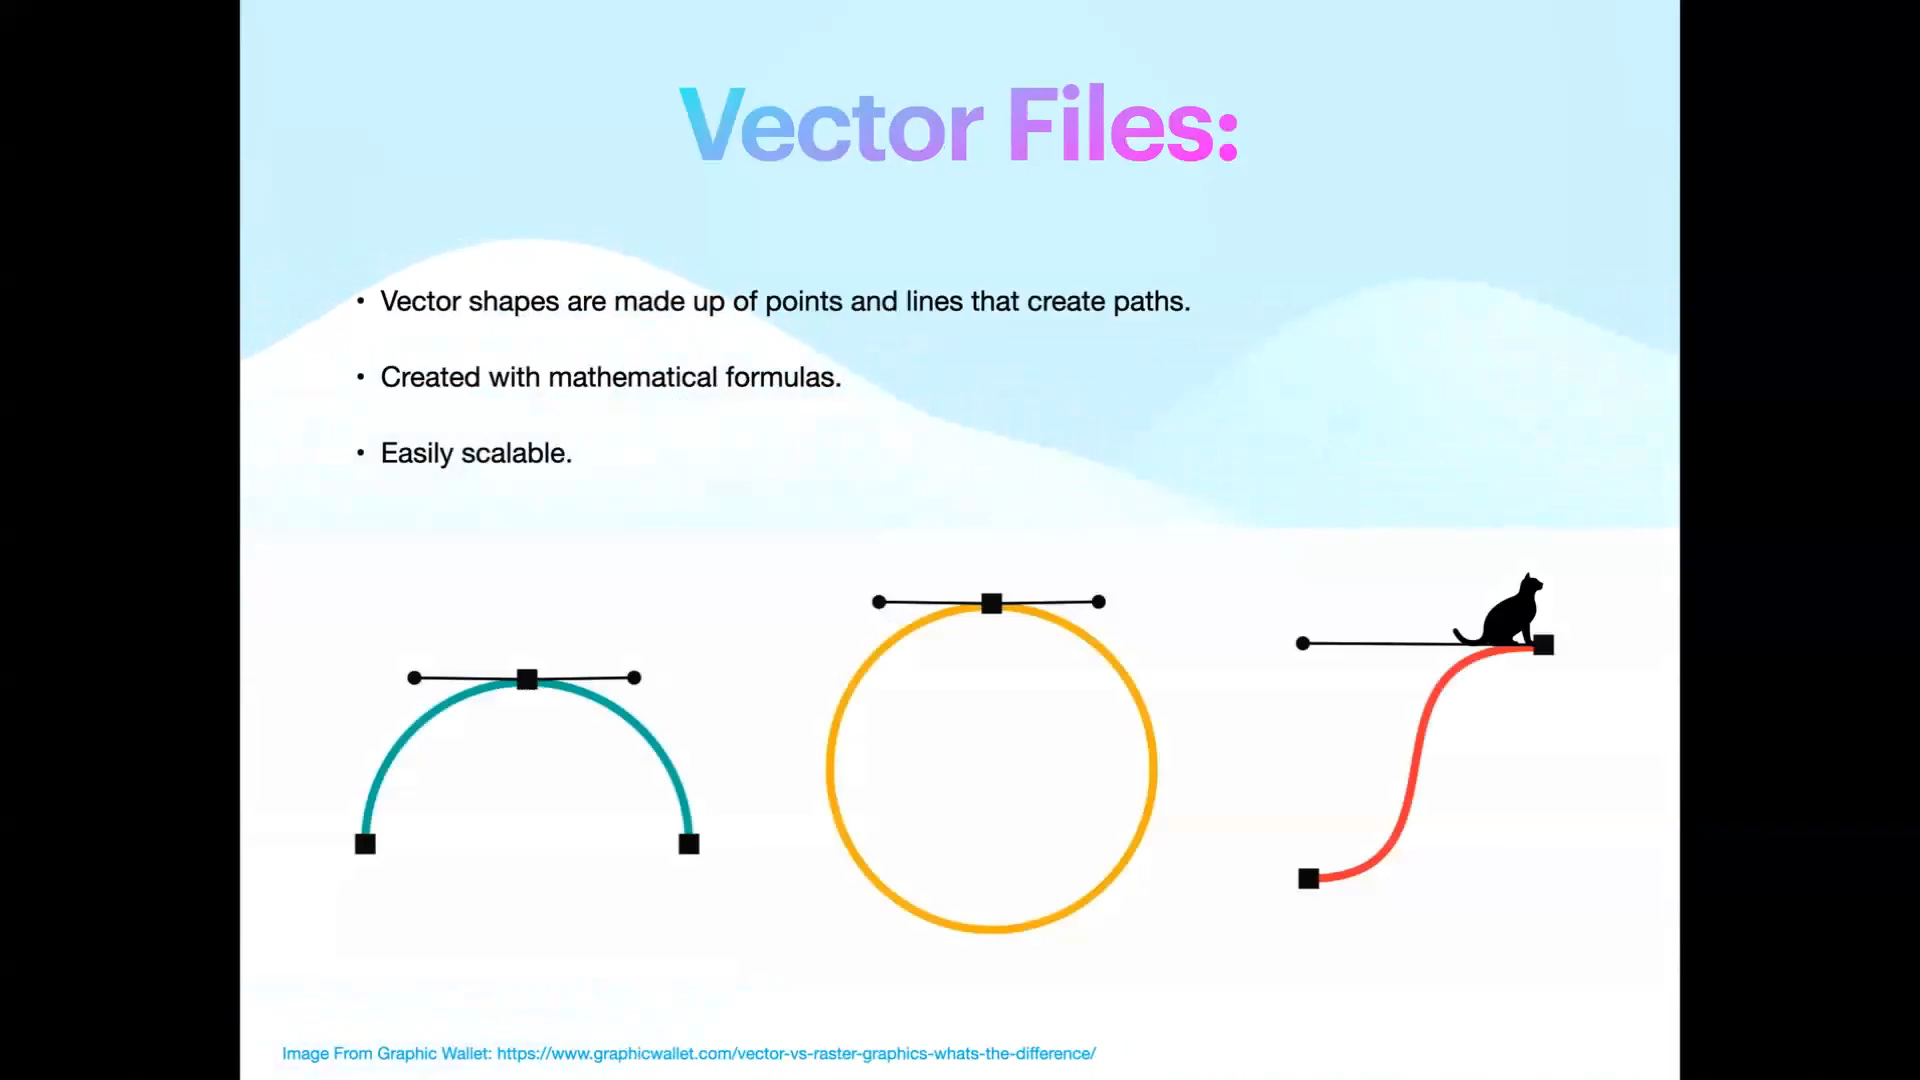 Vector Files:
• Vector shapes are made up of points and lines that create paths.
• Created with mathematical formulas.
• Easily scalable.
Image From Graphic Wallet: https://www.graphicwallet.com/vector-vs-raster-graphics-whats-the-difference/